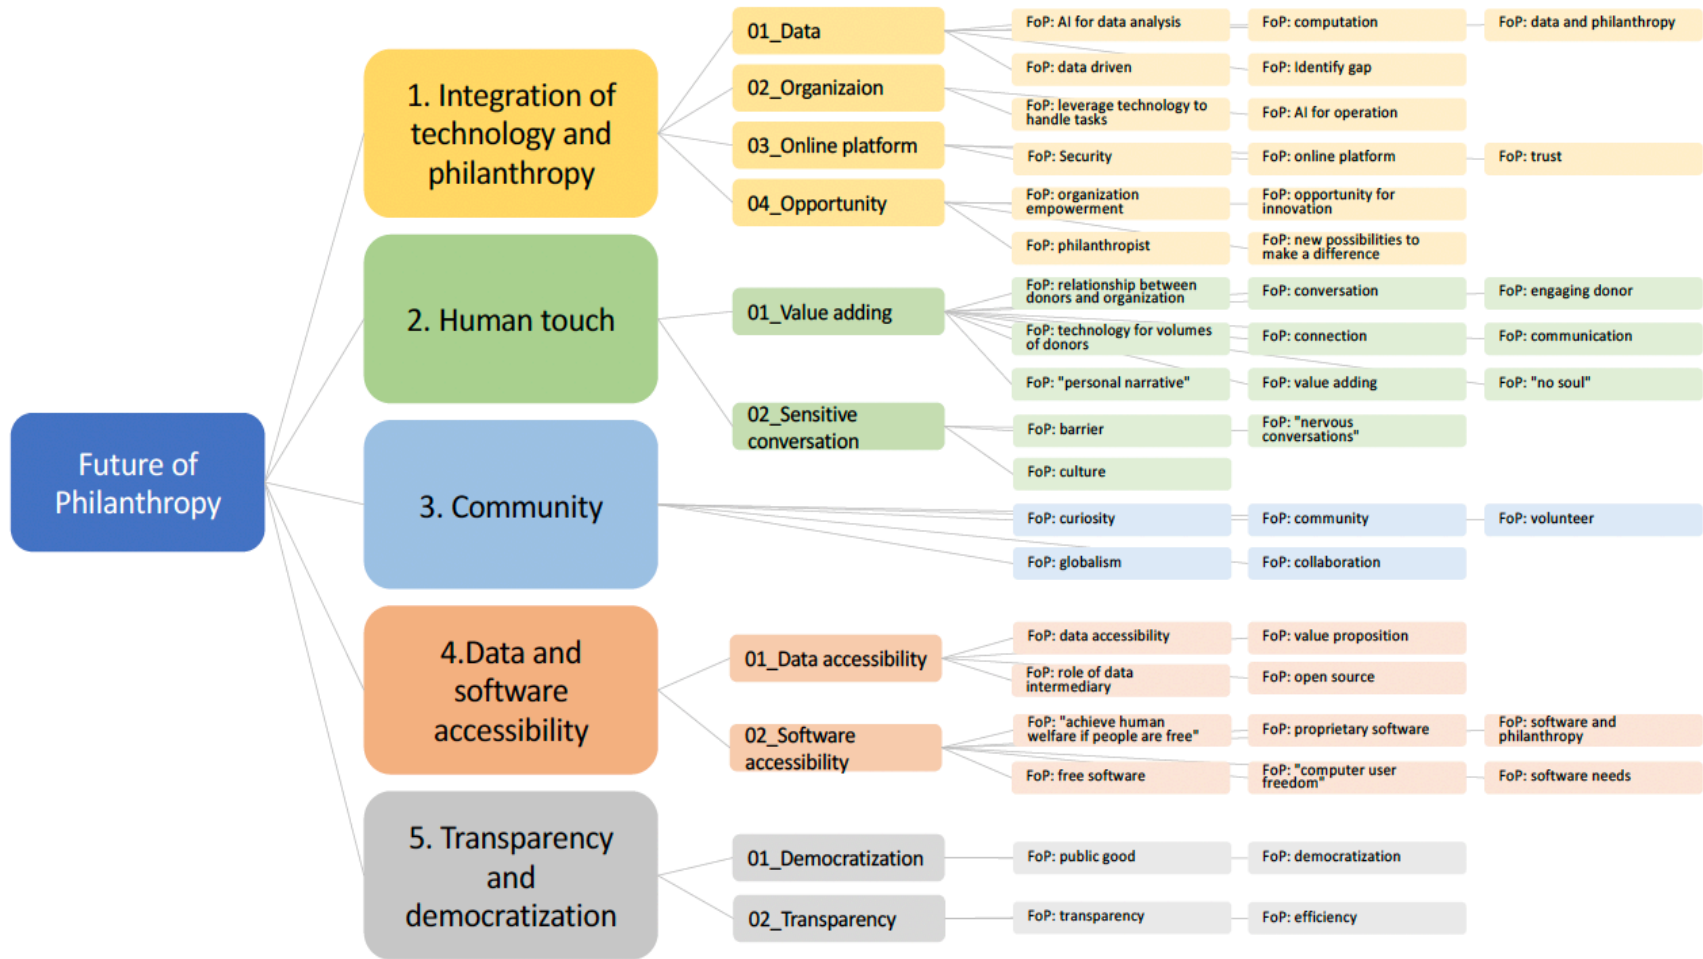 Future of
Philanthropy
1. Integration of
technology and
philanthropy
01_Data
FoP: AI for data analysis
FoP: computation
FoP: data and philanthropy
FoP: data driven
FoP: Identify gap
02_Organizaion
FoP: leverage technology to
handle tasks
FoP: AI for operation
03_Online platform
FoP: Security
FoP: online platform
FoP: trust
04_Opportunity
FoP: organization
empowerment
FoP: opportunity for
innovation
FoP: philanthropist
FoP: new possibilities to
make a difference
2. Human touch
01_Value adding
FoP: relationship between
donors and organization
FoP: conversation
FoP: engaging donor
FoP: technology for volumes
of donors
FoP: connection
FoP: communication
FoP: "personal narrative"
FoP: value adding
FoP: "no soul"
02_Sensitive
conversation
FoP: barrier
FoP: "nervous
conversations"
FoP: culture
3. Community
FoP: curiosity
FoP: community
FoP: volunteer
FoP: globalism
FoP: collaboration
4.Data and
software
accessibility
01_Data accessibility
FoP: data accessibility
FoP: value proposition
FoP: role of data
intermediary
FoP: open source
02_Software
accessibility
FoP: "achieve human
welfare if people are free"
FoP: proprietary software
FoP: software and
philanthropy
FoP: free software
FoP: "computer user
freedom"
FoP: software needs
5. Transparency
and
democratization
01_Democratization
FoP: public good
FoP: democratization
02_Transparency
FoP: transparency
FoP: efficiency